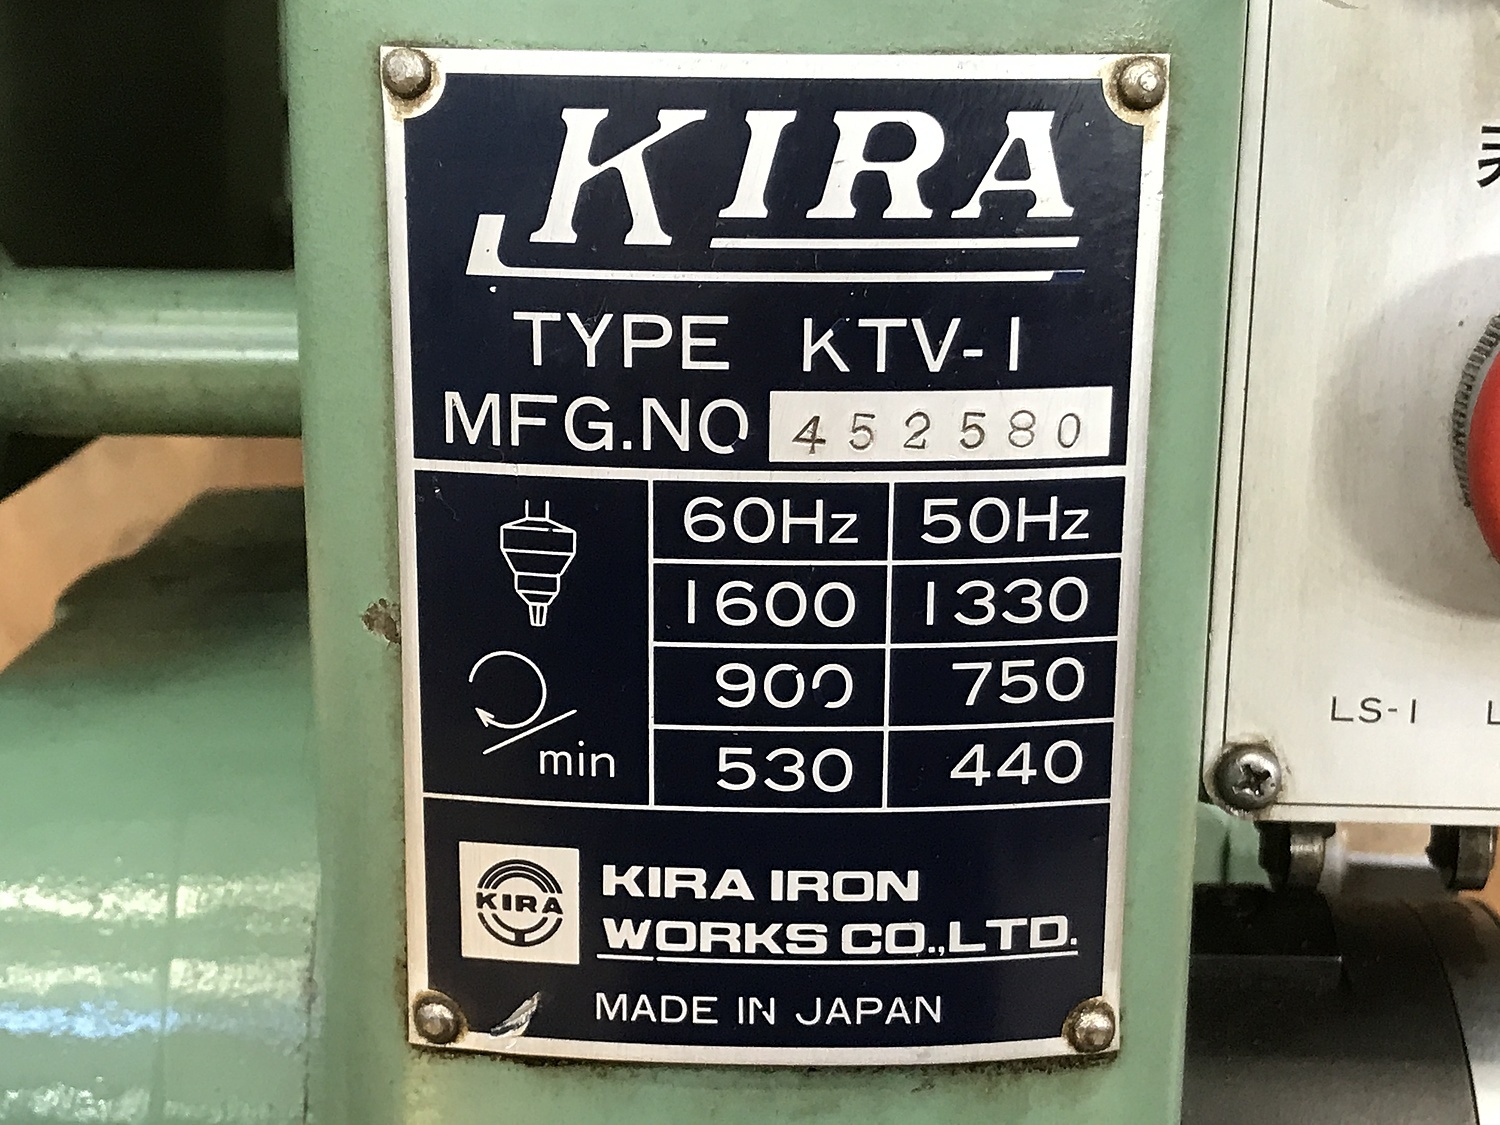 KIRA
TYPE KTV-1
MFG.NO 452580
60Hz 50Hz
1600 1330
900 750
min
530 440
KIRA
KIRA IRON
WORKS CO.,LTD.
MADE IN JAPAN
LS-1